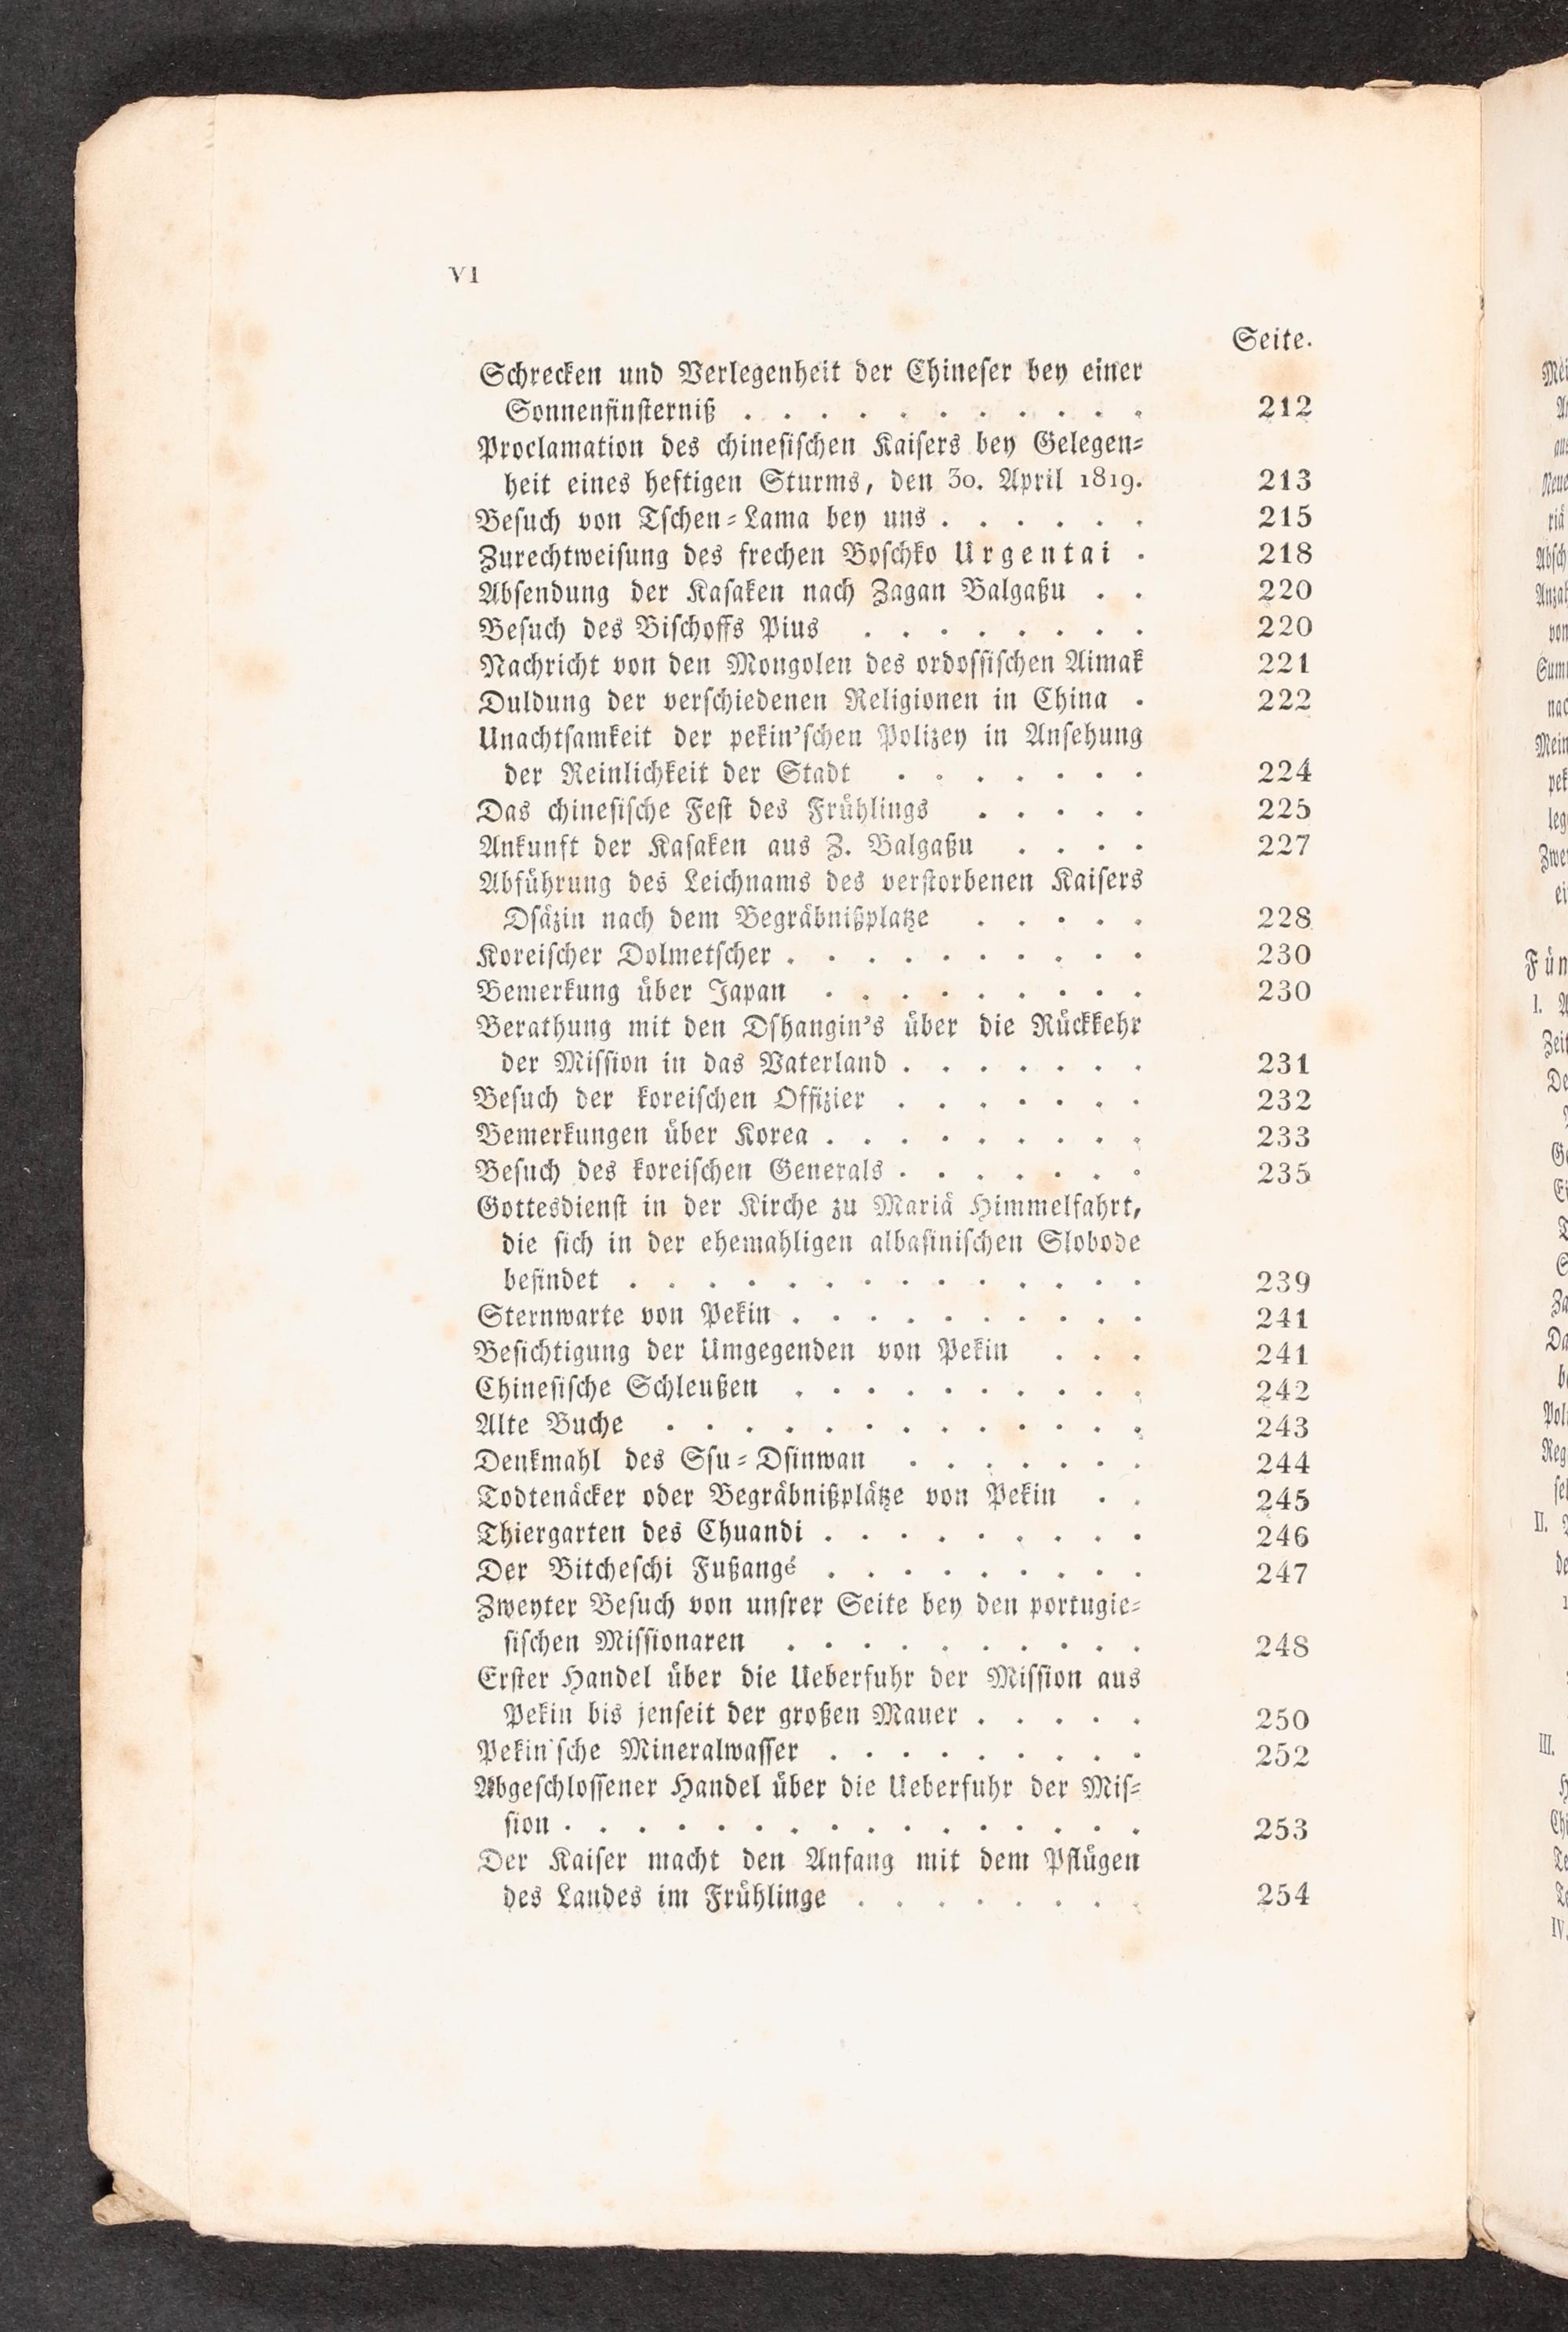 VI
Seite.
Schrecken und Verlegenheit der Chineser bey einer
Sonnenfinsterniß . . . . . . . . . . . 212
Proclamation des chinesischen Kaisers bey Gelegen-
heit eines heftigen Sturms, den 30. April 1819. 213
Besuch von Tschen-Lama bey uns . . . . . . 215
Zurechtweisung des frechen Boschko Urgentai . 218
Absendung der Kasaken nach Zagan Balgaßu . . 220
Besuch des Bischoffs Pius . . . . . . . . 220
Nachricht von den Mongolen des ordossischen Aimak 221
Duldung der verschiedenen Religionen in China . 222
Unachtsamkeit der pekin'schen Polizey in Ansehung
der Reinlichkeit der Stadt . . . . . . . 224
Das chinesische Fest des Frühlings . . . . . 225
Ankunft der Kasaken aus Z. Balgaßu . . . . 227
Abführung des Leichnams des verstorbenen Kaisers
Dsäzin nach dem Begräbnißplatze . . . . . 228
Koreischer Dolmetscher . . . . . . . . . . 230
Bemerkung über Japan . . . . . . . . . 230
Berathung mit den Dshangin's über die Rückkehr
der Mission in das Vaterland . . . . . . . 231
Besuch der koreischen Offizier . . . . . . . 232
Bemerkungen über Korea . . . . . . . . . 233
Besuch des koreischen Generals . . . . . . . 235
Gottesdienst in der Kirche zu Mariä Himmelfahrt,
die sich in der ehemahligen albasinischen Slobode
befindet . . . . . . . . . . . . . . 239
Sternwarte von Pekin . . . . . . . . . . 241
Besichtigung der Umgegenden von Pekin . . . 241
Chinesische Schleußen . . . . . . . . . . 242
Alte Buche . . . . . . . . . . . . . 243
Denkmahl des Ssu-Dsinwan . . . . . . . 244
Todtenäcker oder Begräbnißplätze von Pekin . . 245
Thiergarten des Chuandi . . . . . . . . . 246
Der Bitcheschi Fußangé . . . . . . . . . 247
Zweyter Besuch von unsrer Seite bey den portugie-
sischen Missionaren . . . . . . . . . . 248
Erster Handel über die Ueberfuhr der Mission aus
Pekin bis jenseit der großen Mauer . . . . . 250
Pekin'sche Mineralwasser . . . . . . . . . 252
Abgeschlossener Handel über die Ueberfuhr der Mis-
sion . . . . . . . . . . . . . . . . 253
Der Kaiser macht den Anfang mit dem Pflügen
des Landes im Frühlinge . . . . . . . . 254